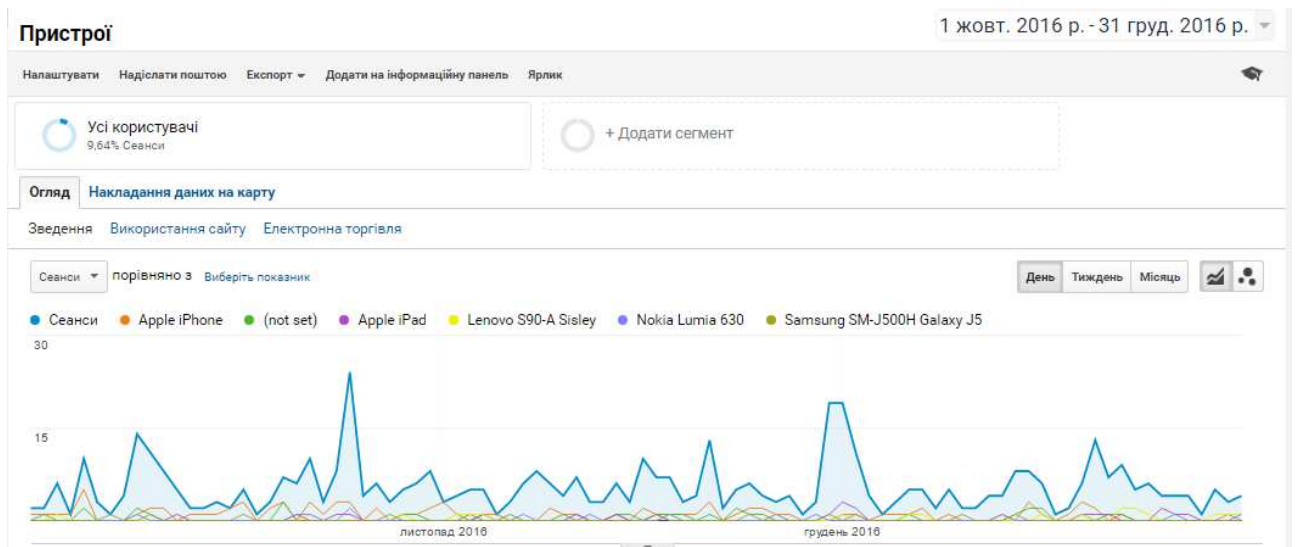 Пристрої
1 жовт. 2016 р. - 31 груд. 2016 р.
Налаштувати Надіслати поштою Експорт Додати на інформаційну панель Ярлик
Усі користувачі
9,64% Сеанси
+ Додати сегмент
Огляд Накладання даних на карту
Зведення Використання сайту Електронна торгівля
Сеанси порівняно з Виберіть показник
День Тиждень Місяць
Сеанси Apple iPhone (not set) Apple iPad Lenovo S90-A Sisley Nokia Lumia 630 Samsung SM-J500H Galaxy J5
30
15
листопад 2016 грудень 2016